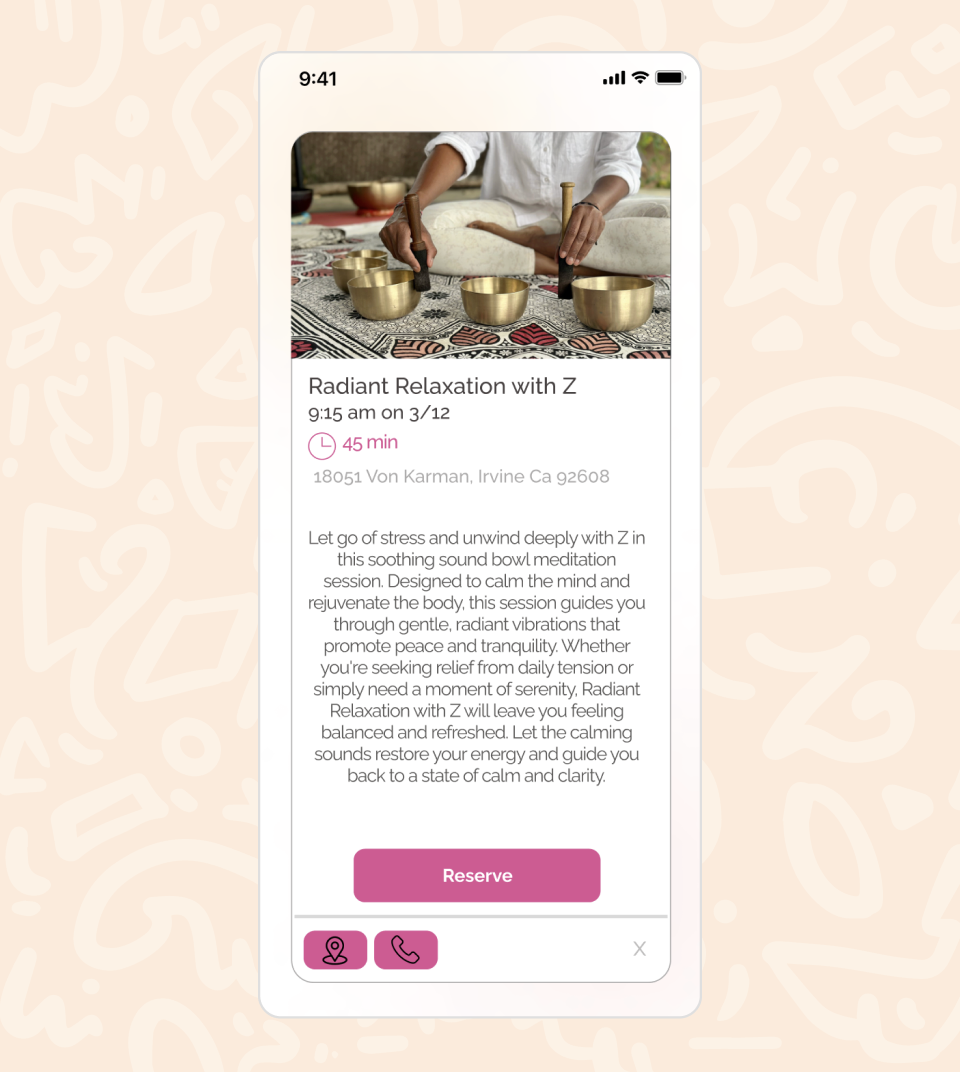 9:41
Radiant Relaxation with Z
9:15 am on 3/12
45 min
18051 Von Karman, Irvine Ca 92608
Let go of stress and unwind deeply with Z in
this soothing sound bowl meditation
session. Designed to calm the mind and
rejuvenate the body, this session guides you
through gentle, radiant vibrations that
promote peace and tranquility. Whether
you're seeking relief from daily tension or
simply need a moment of serenity, Radiant
Relaxation with Z will leave you feeling
balanced and refreshed. Let the calming
sounds restore your energy and guide you
back to a state of calm and clarity.
Reserve
X